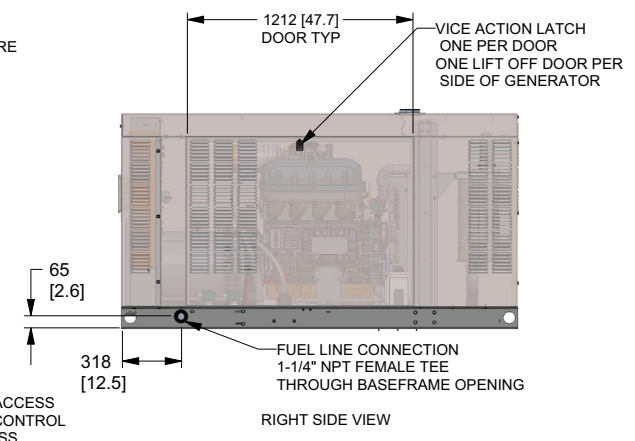 1212 [47.7]
DOOR TYP
VICE ACTION LATCH
ONE PER DOOR
ONE LIFT OFF DOOR PER
SIDE OF GENERATOR
RE
65
[2.6]
318
[12.5]
FUEL LINE CONNECTION
1-1/4" NPT FEMALE TEE
THROUGH BASEFRAME OPENING
ACCESS
CONTROL
SS
RIGHT SIDE VIEW